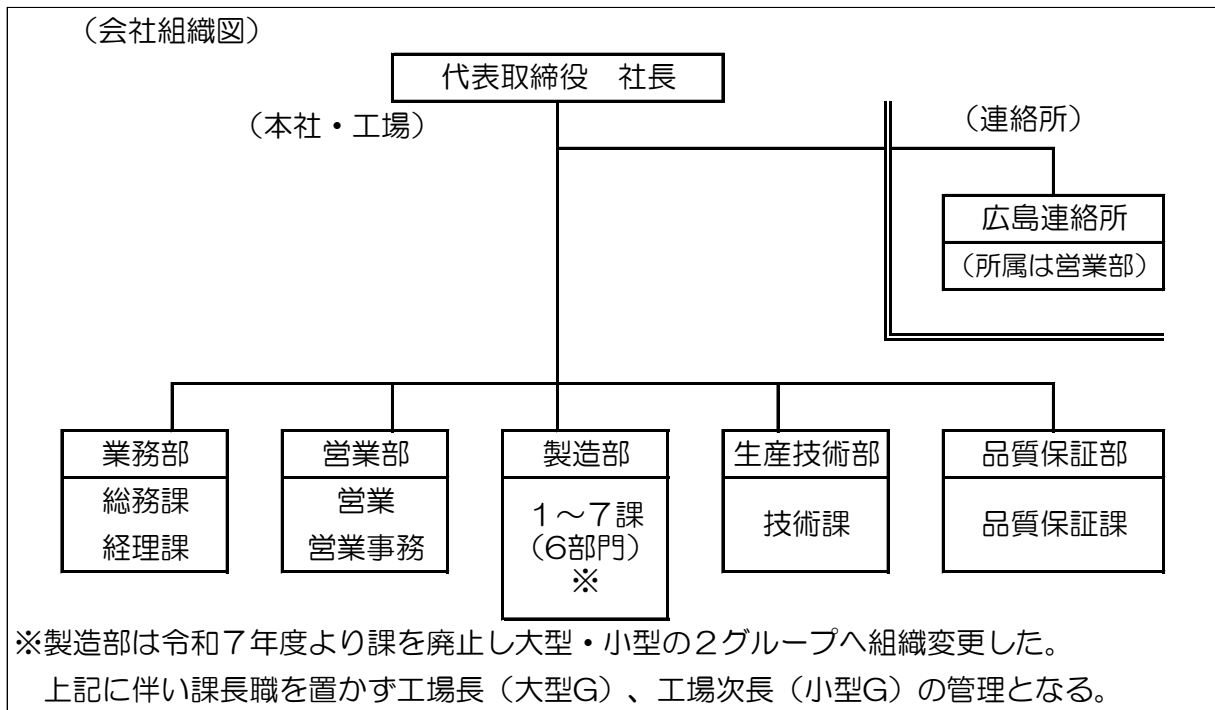 （会社組織図）
代表取締役　社長
（本社・工場）
（連絡所）
広島連絡所
（所属は営業部）
業務部
総務課
経理課
営業部
営業
営業事務
製造部
１～７課
（6部門）
※
生産技術部
技術課
品質保証部
品質保証課
※製造部は令和７年度より課を廃止し大型・小型の２グループへ組織変更した。
上記に伴い課長職を置かず工場長（大型G）、工場次長（小型G）の管理となる。